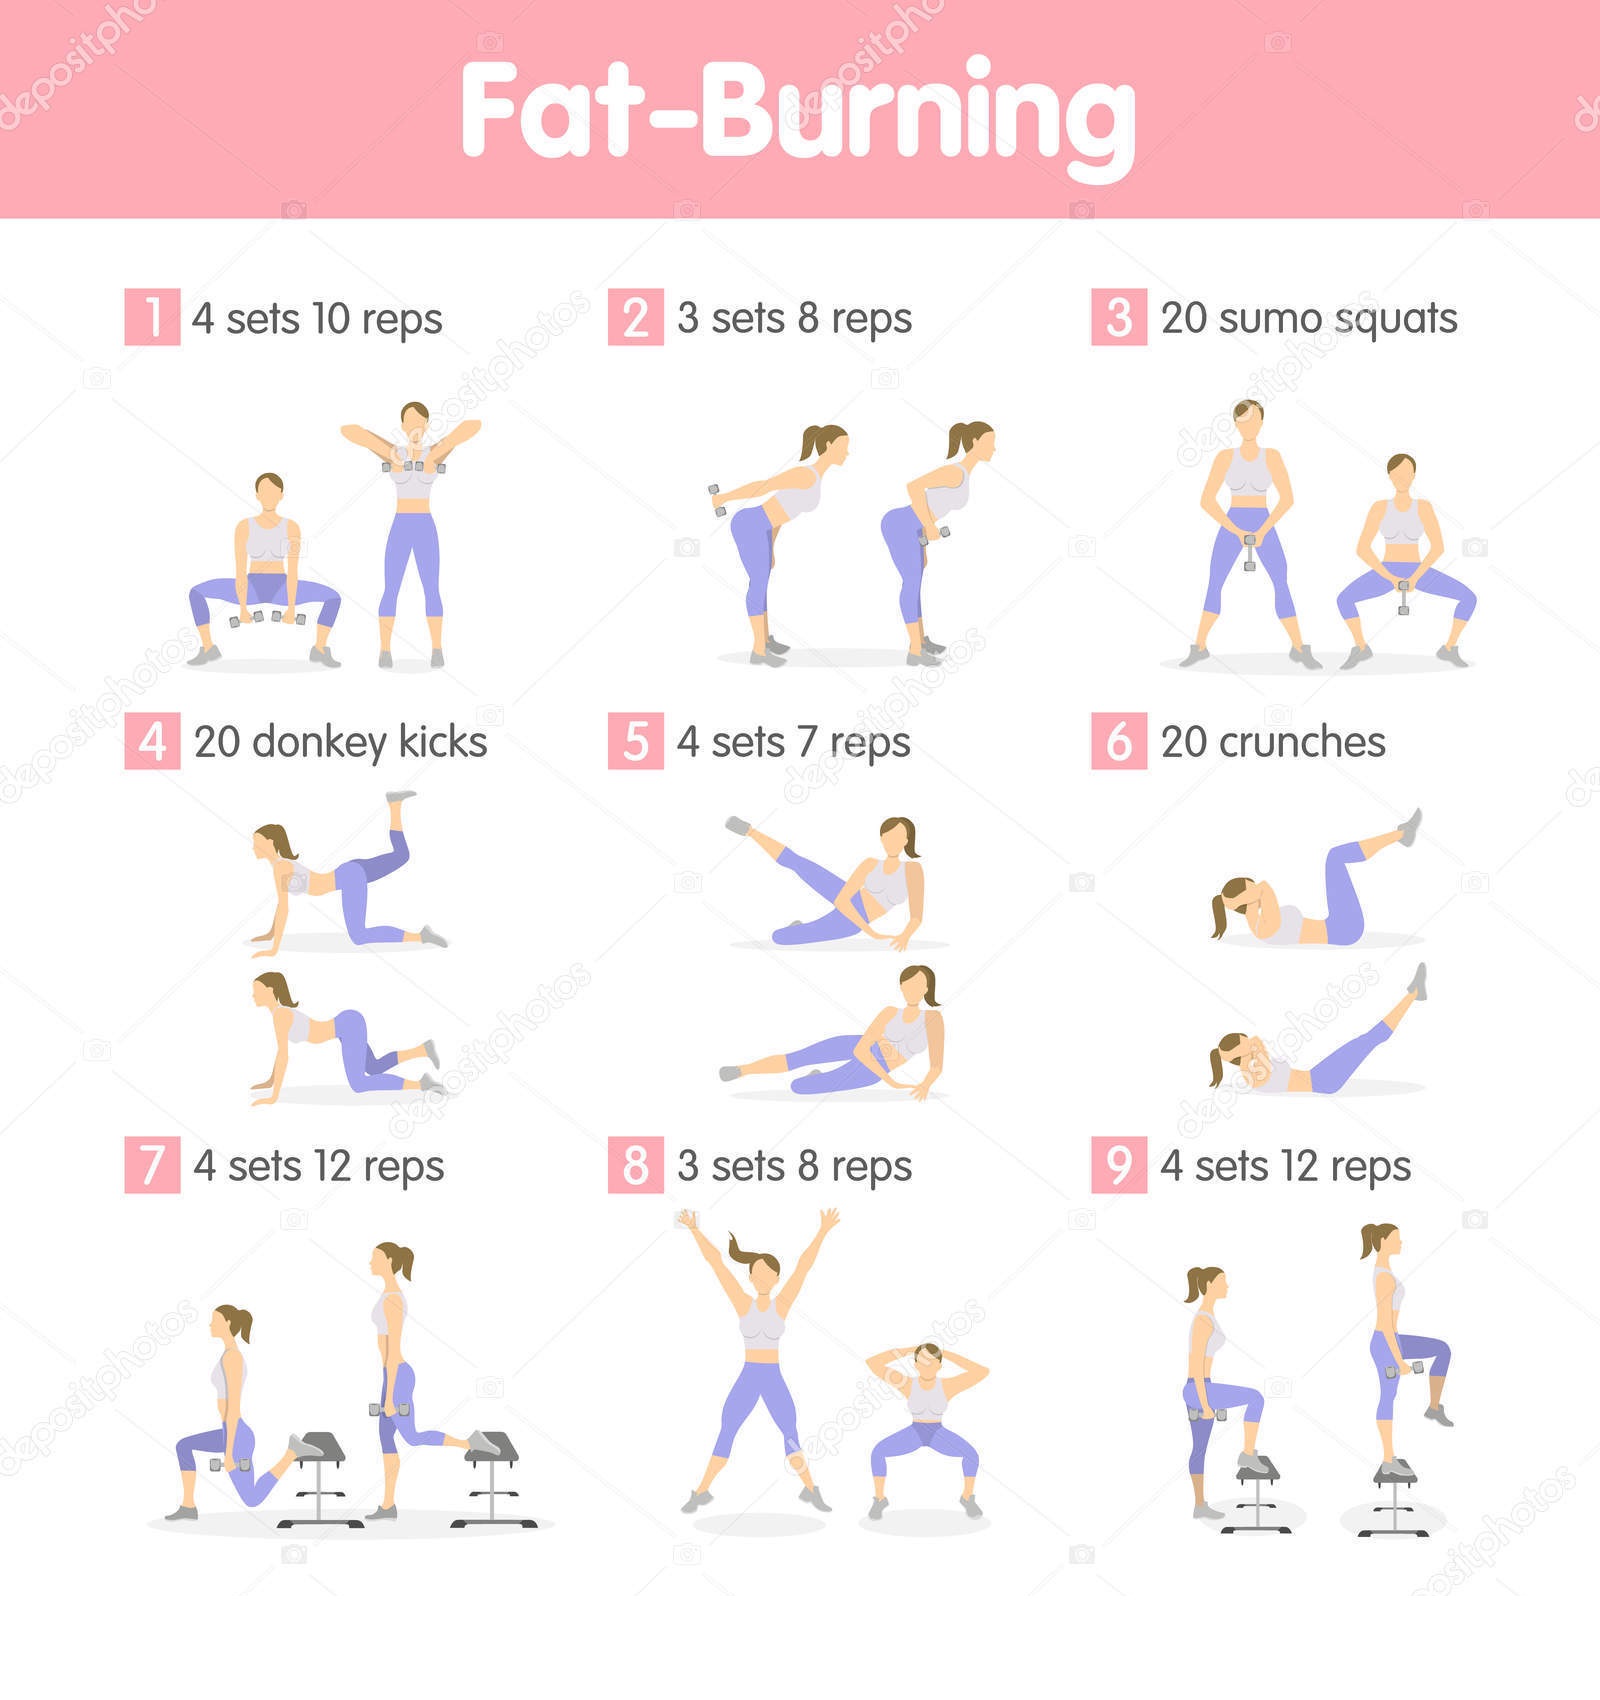 Fat-Burning
1 4 sets 10 reps
2 3 sets 8 reps
3 20 sumo squats
4 20 donkey kicks
5 4 sets 7 reps
6 20 crunches
7 4 sets 12 reps
8 3 sets 8 reps
9 4 sets 12 reps
depositphotos